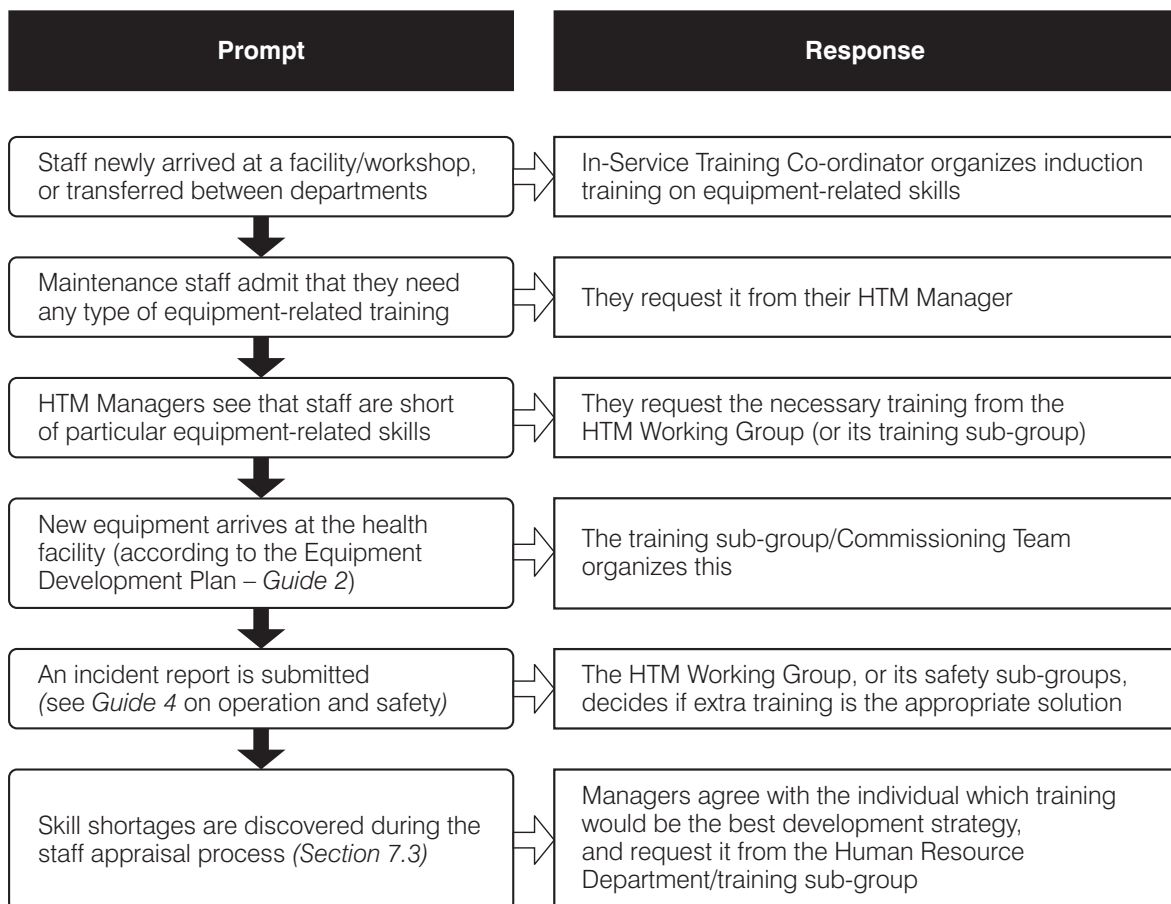 Prompt
Response
Staff newly arrived at a facility/workshop,
or transferred between departments
In-Service Training Co-ordinator organizes induction
training on equipment-related skills
Maintenance staff admit that they need
any type of equipment-related training
They request it from their HTM Manager
HTM Managers see that staff are short
of particular equipment-related skills
They request the necessary training from the
HTM Working Group (or its training sub-group)
New equipment arrives at the health
facility (according to the Equipment
Development Plan – Guide 2)
The training sub-group/Commissioning Team
organizes this
An incident report is submitted
(see Guide 4 on operation and safety)
The HTM Working Group, or its safety sub-groups,
decides if extra training is the appropriate solution
Skill shortages are discovered during the
staff appraisal process (Section 7.3)
Managers agree with the individual which training
would be the best development strategy,
and request it from the Human Resource
Department/training sub-group